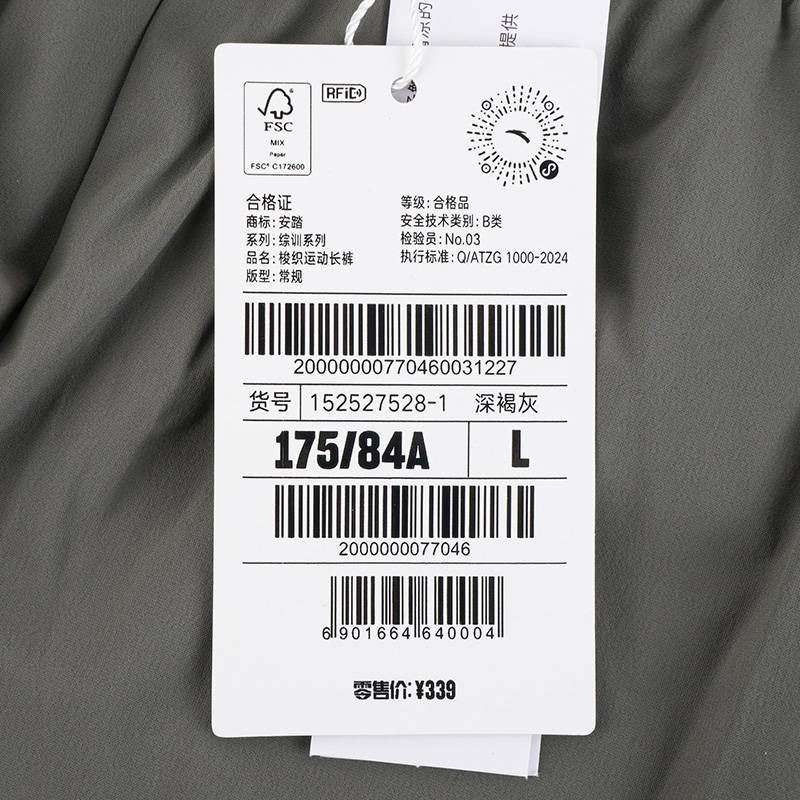 提供
RFID
FSC
MIX
Paper
FSC® C172600
合格证
商标:安踏
系列:综训系列
品名:梭织运动长裤
版型:常规
等级:合格品
安全技术类别:B类
检验员:No.03
执行标准:Q/ATZG 1000-2024
20000000770460031227
货号 152527528-1 深褐灰
175/84A L
2000000077046
6901664640004
零售价:¥339